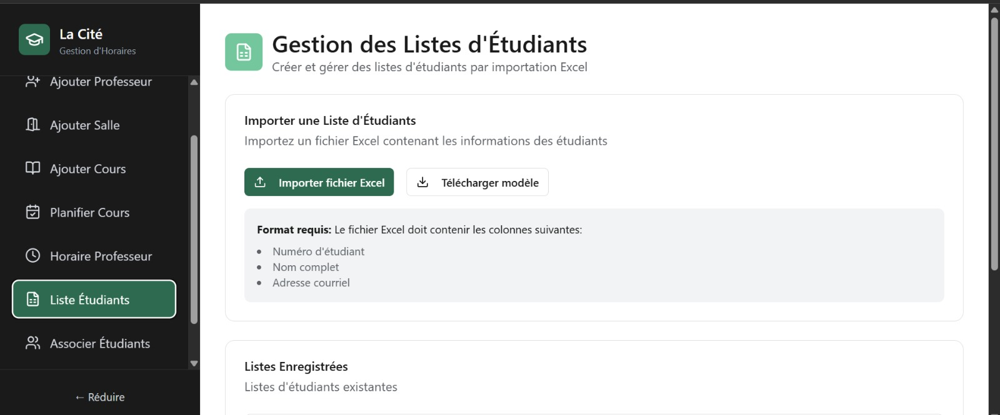 La Cité
Gestion d'Horaires
Ajouter Professeur
Ajouter Salle
Ajouter Cours
Planifier Cours
Horaire Professeur
Liste Étudiants
Associer Étudiants
← Réduire
Gestion des Listes d'Étudiants
Créer et gérer des listes d'étudiants par importation Excel
Importer une Liste d'Étudiants
Importez un fichier Excel contenant les informations des étudiants
Importer fichier Excel
Télécharger modèle
Format requis: Le fichier Excel doit contenir les colonnes suivantes:
• Numéro d'étudiant
• Nom complet
• Adresse courriel
Listes Enregistrées
Listes d'étudiants existantes